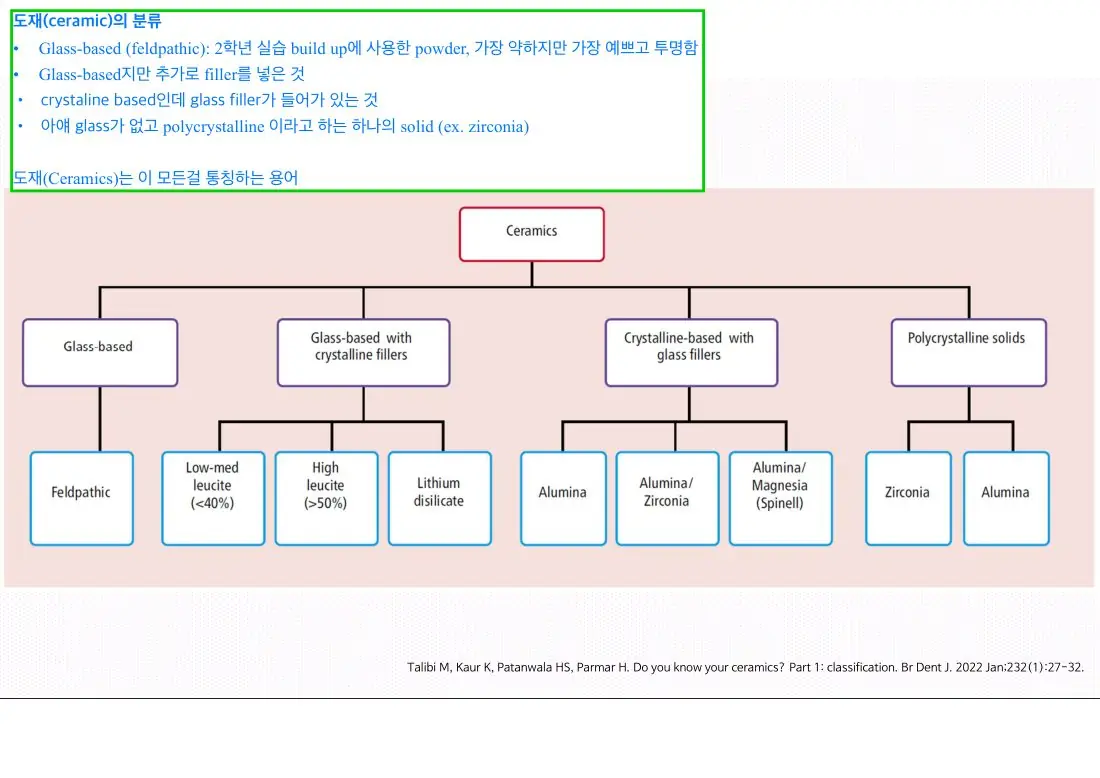 도재(ceramic)의 분류
• Glass-based (feldpathic): 2학년 실습 build up에 사용한 powder, 가장 약하지만 가장 예쁘고 투명함
• Glass-based지만 추가로 filler를 넣은 것
• crystaline based인데 glass filler가 들어가 있는 것
• 아얘 glass가 없고 polycrystalline 이라고 하는 하나의 solid (ex. zirconia)
도재(Ceramics)는 이 모든걸 통칭하는 용어
Ceramics
Glass-based
Glass-based with
crystalline fillers
Crystalline-based with
glass fillers
Polycrystalline solids
Feldpathic
Low-med
leucite
(<40%)
High
leucite
(>50%)
Lithium
disilicate
Alumina
Alumina/
Zirconia
Alumina/
Magnesia
(Spinell)
Zirconia
Alumina
Talibi M, Kaur K, Patanwala HS, Parmar H. Do you know your ceramics? Part 1: classification. Br Dent J. 2022 Jan;232(1):27-32.